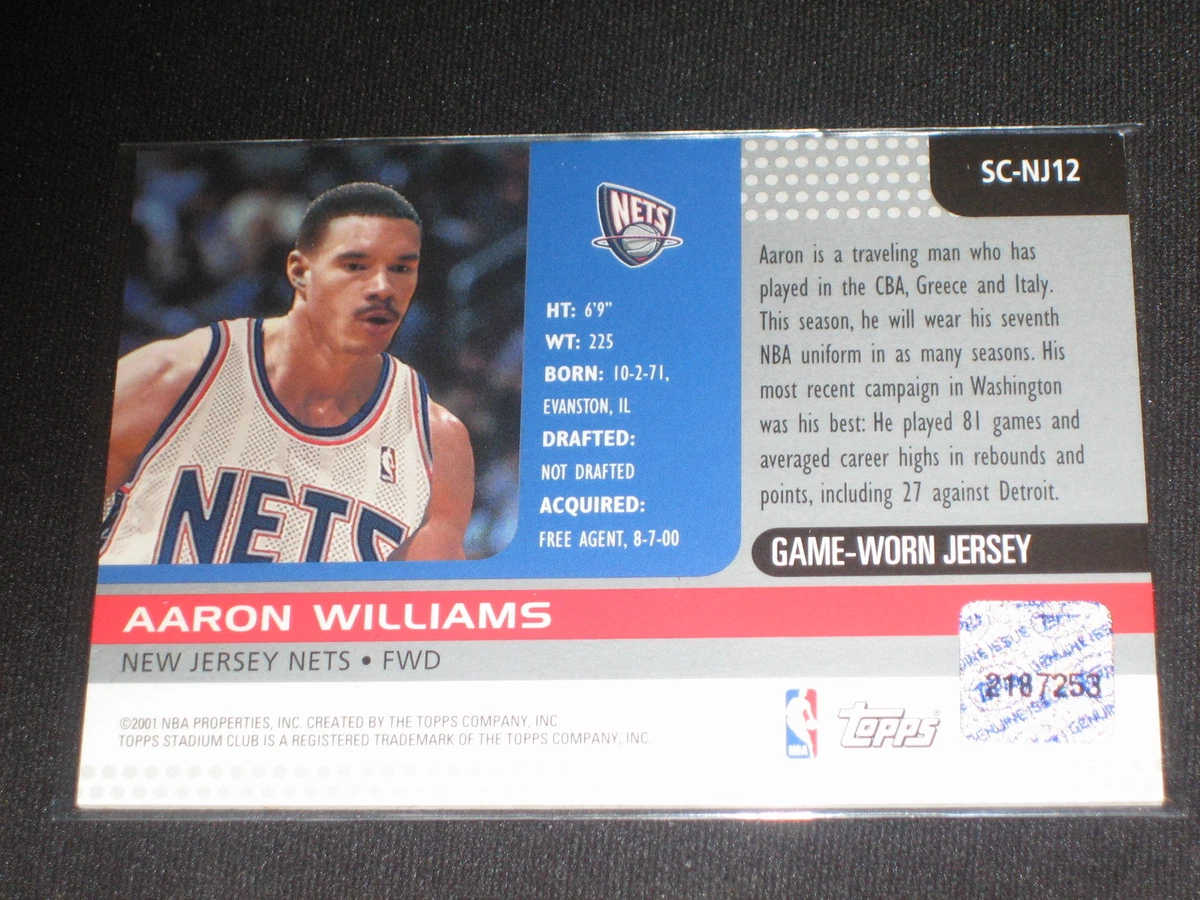 SC-NJ12
NETS
HT: 6'9"
WT: 225
BORN: 10-2-71,
EVANSTON, IL
DRAFTED:
NOT DRAFTED
ACQUIRED:
FREE AGENT, 8-7-00
Aaron is a traveling man who has
played in the CBA, Greece and Italy.
This season, he will wear his seventh
NBA uniform in as many seasons. His
most recent campaign in Washington
was his best: He played 81 games and
averaged career highs in rebounds and
points, including 27 against Detroit.
NETS
GAME-WORN JERSEY
AARON WILLIAMS
NEW JERSEY NETS • FWD
©2001 NBA PROPERTIES, INC. CREATED BY THE TOPPS COMPANY, INC.
TOPPS STADIUM CLUB IS A REGISTERED TRADEMARK OF THE TOPPS COMPANY, INC.
NBA
Topps®
2187253
GENUINE ISSUE